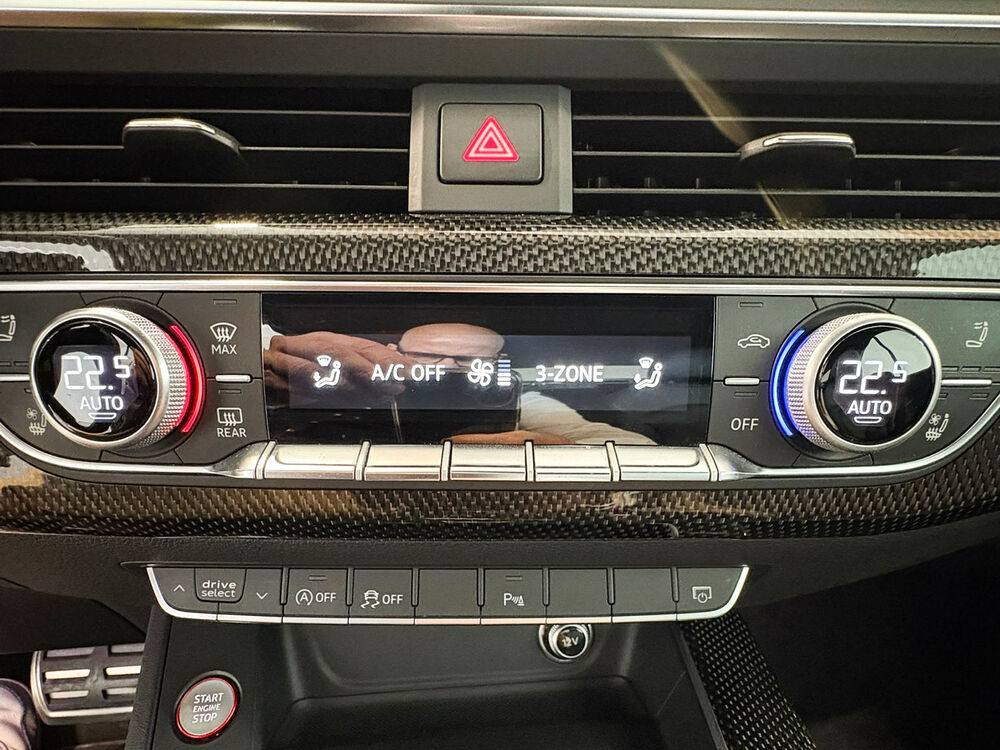 22.5
AUTO
MAX
REAR
A/C OFF
3-ZONE
OFF
22.5
AUTO
drive
select
A OFF
OFF
P
12V
START
ENGINE
STOP